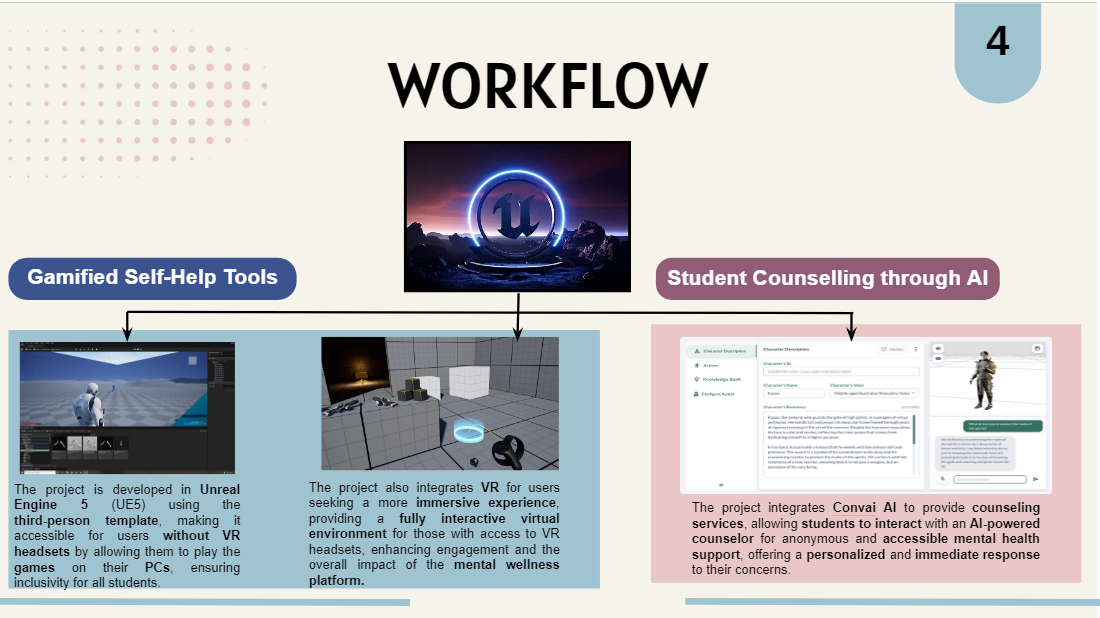 4
WORKFLOW
Gamified Self-Help Tools
Student Counselling through AI
The project is developed in Unreal
Engine 5 (UE5) using the
third-person template, making it
accessible for users without VR
headsets by allowing them to play the
games on their PCs, ensuring
inclusivity for all students.
The project also integrates VR for users
seeking a more immersive experience,
providing a fully interactive virtual
environment for those with access to VR
headsets, enhancing engagement and the
overall impact of the mental wellness
platform.
Character Description
Actions
Knowledge Bank
Configure Avatar
Character Description
Update
Character's ID
Character's Name
Character's Voice
Kaizen
Middle-aged Australian Masculine Voice
Character's Backstory
The project integrates Convai AI to provide counseling
services, allowing students to interact with an AI-powered
counselor for anonymous and accessible mental health
support, offering a personalized and immediate response
to their concerns.